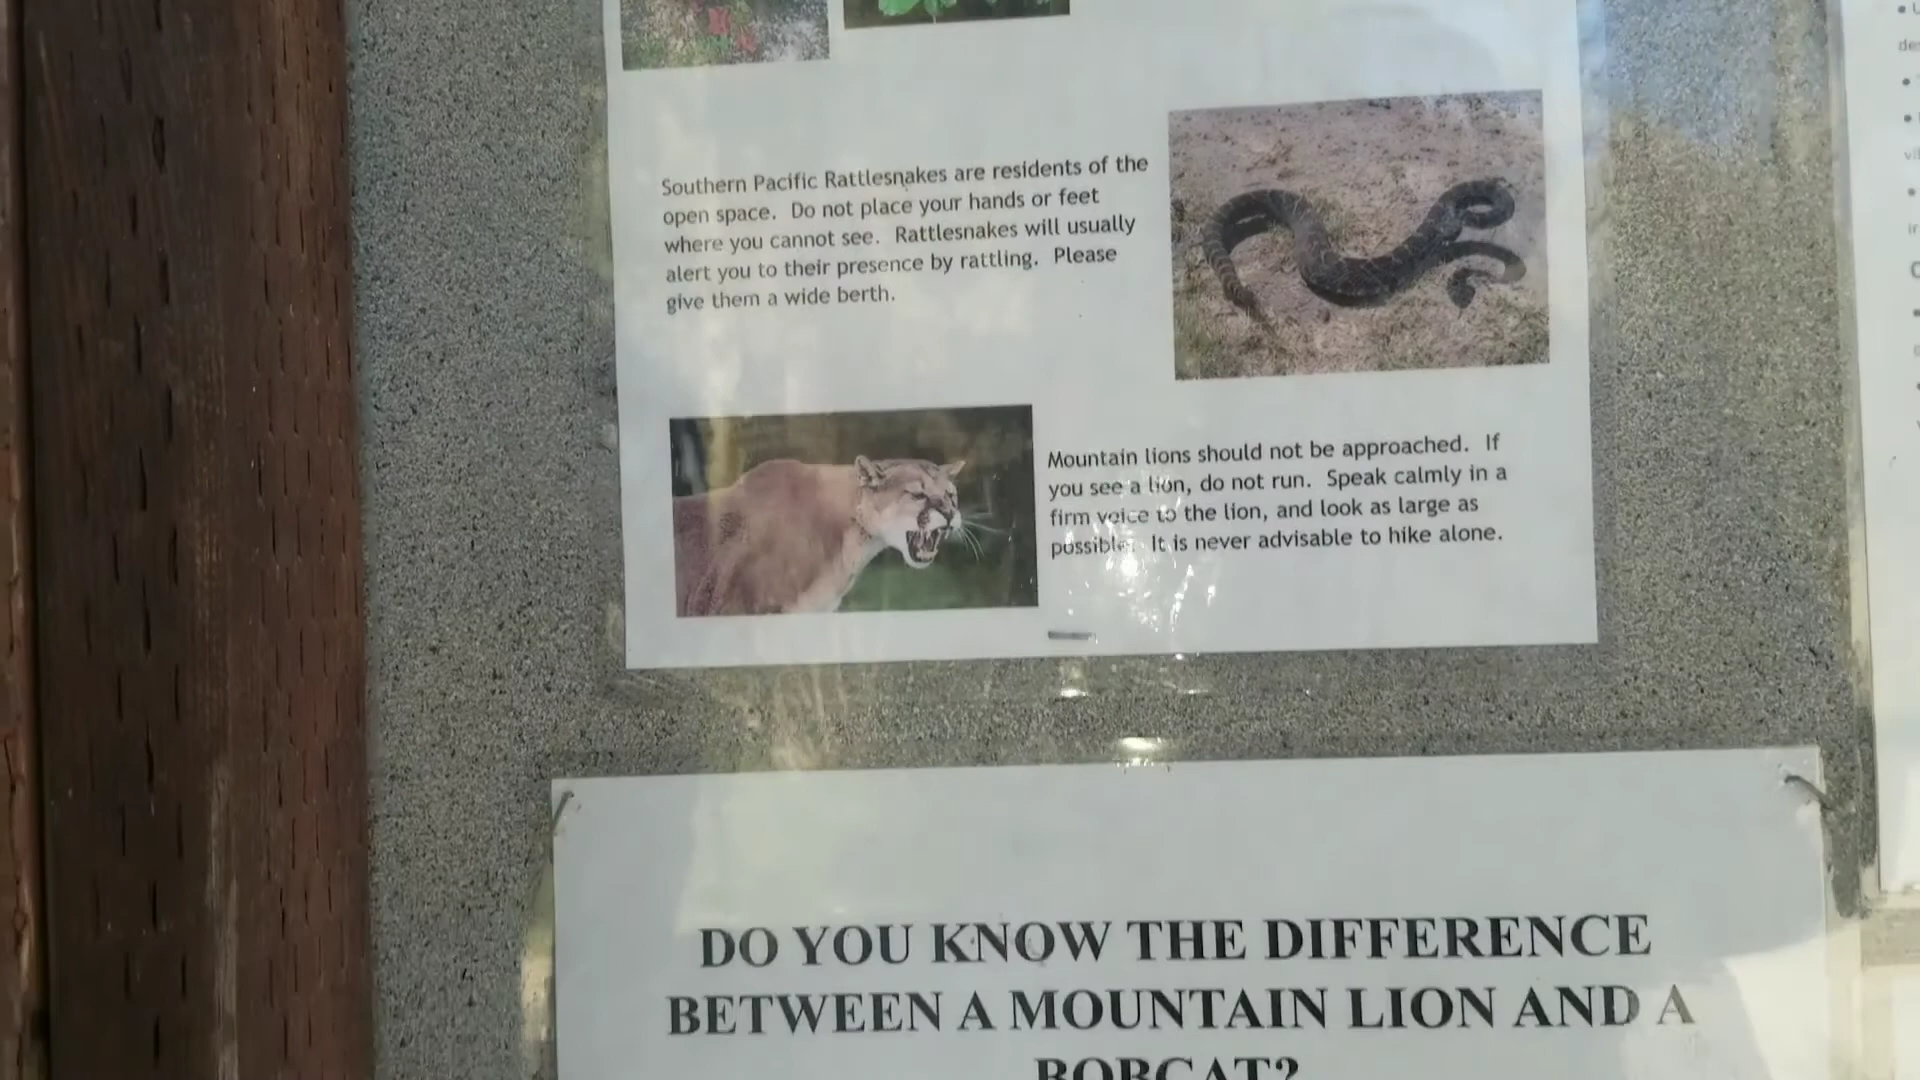 Southern Pacific Rattlesnakes are residents of the
open space. Do not place your hands or feet
where you cannot see. Rattlesnakes will usually
alert you to their presence by rattling. Please
give them a wide berth.
Mountain lions should not be approached. If
you see a lion, do not run. Speak calmly in a
firm voice to the lion, and look as large as
possible. It is never advisable to hike alone.
DO YOU KNOW THE DIFFERENCE
BETWEEN A MOUNTAIN LION AND A
BOBCAT?